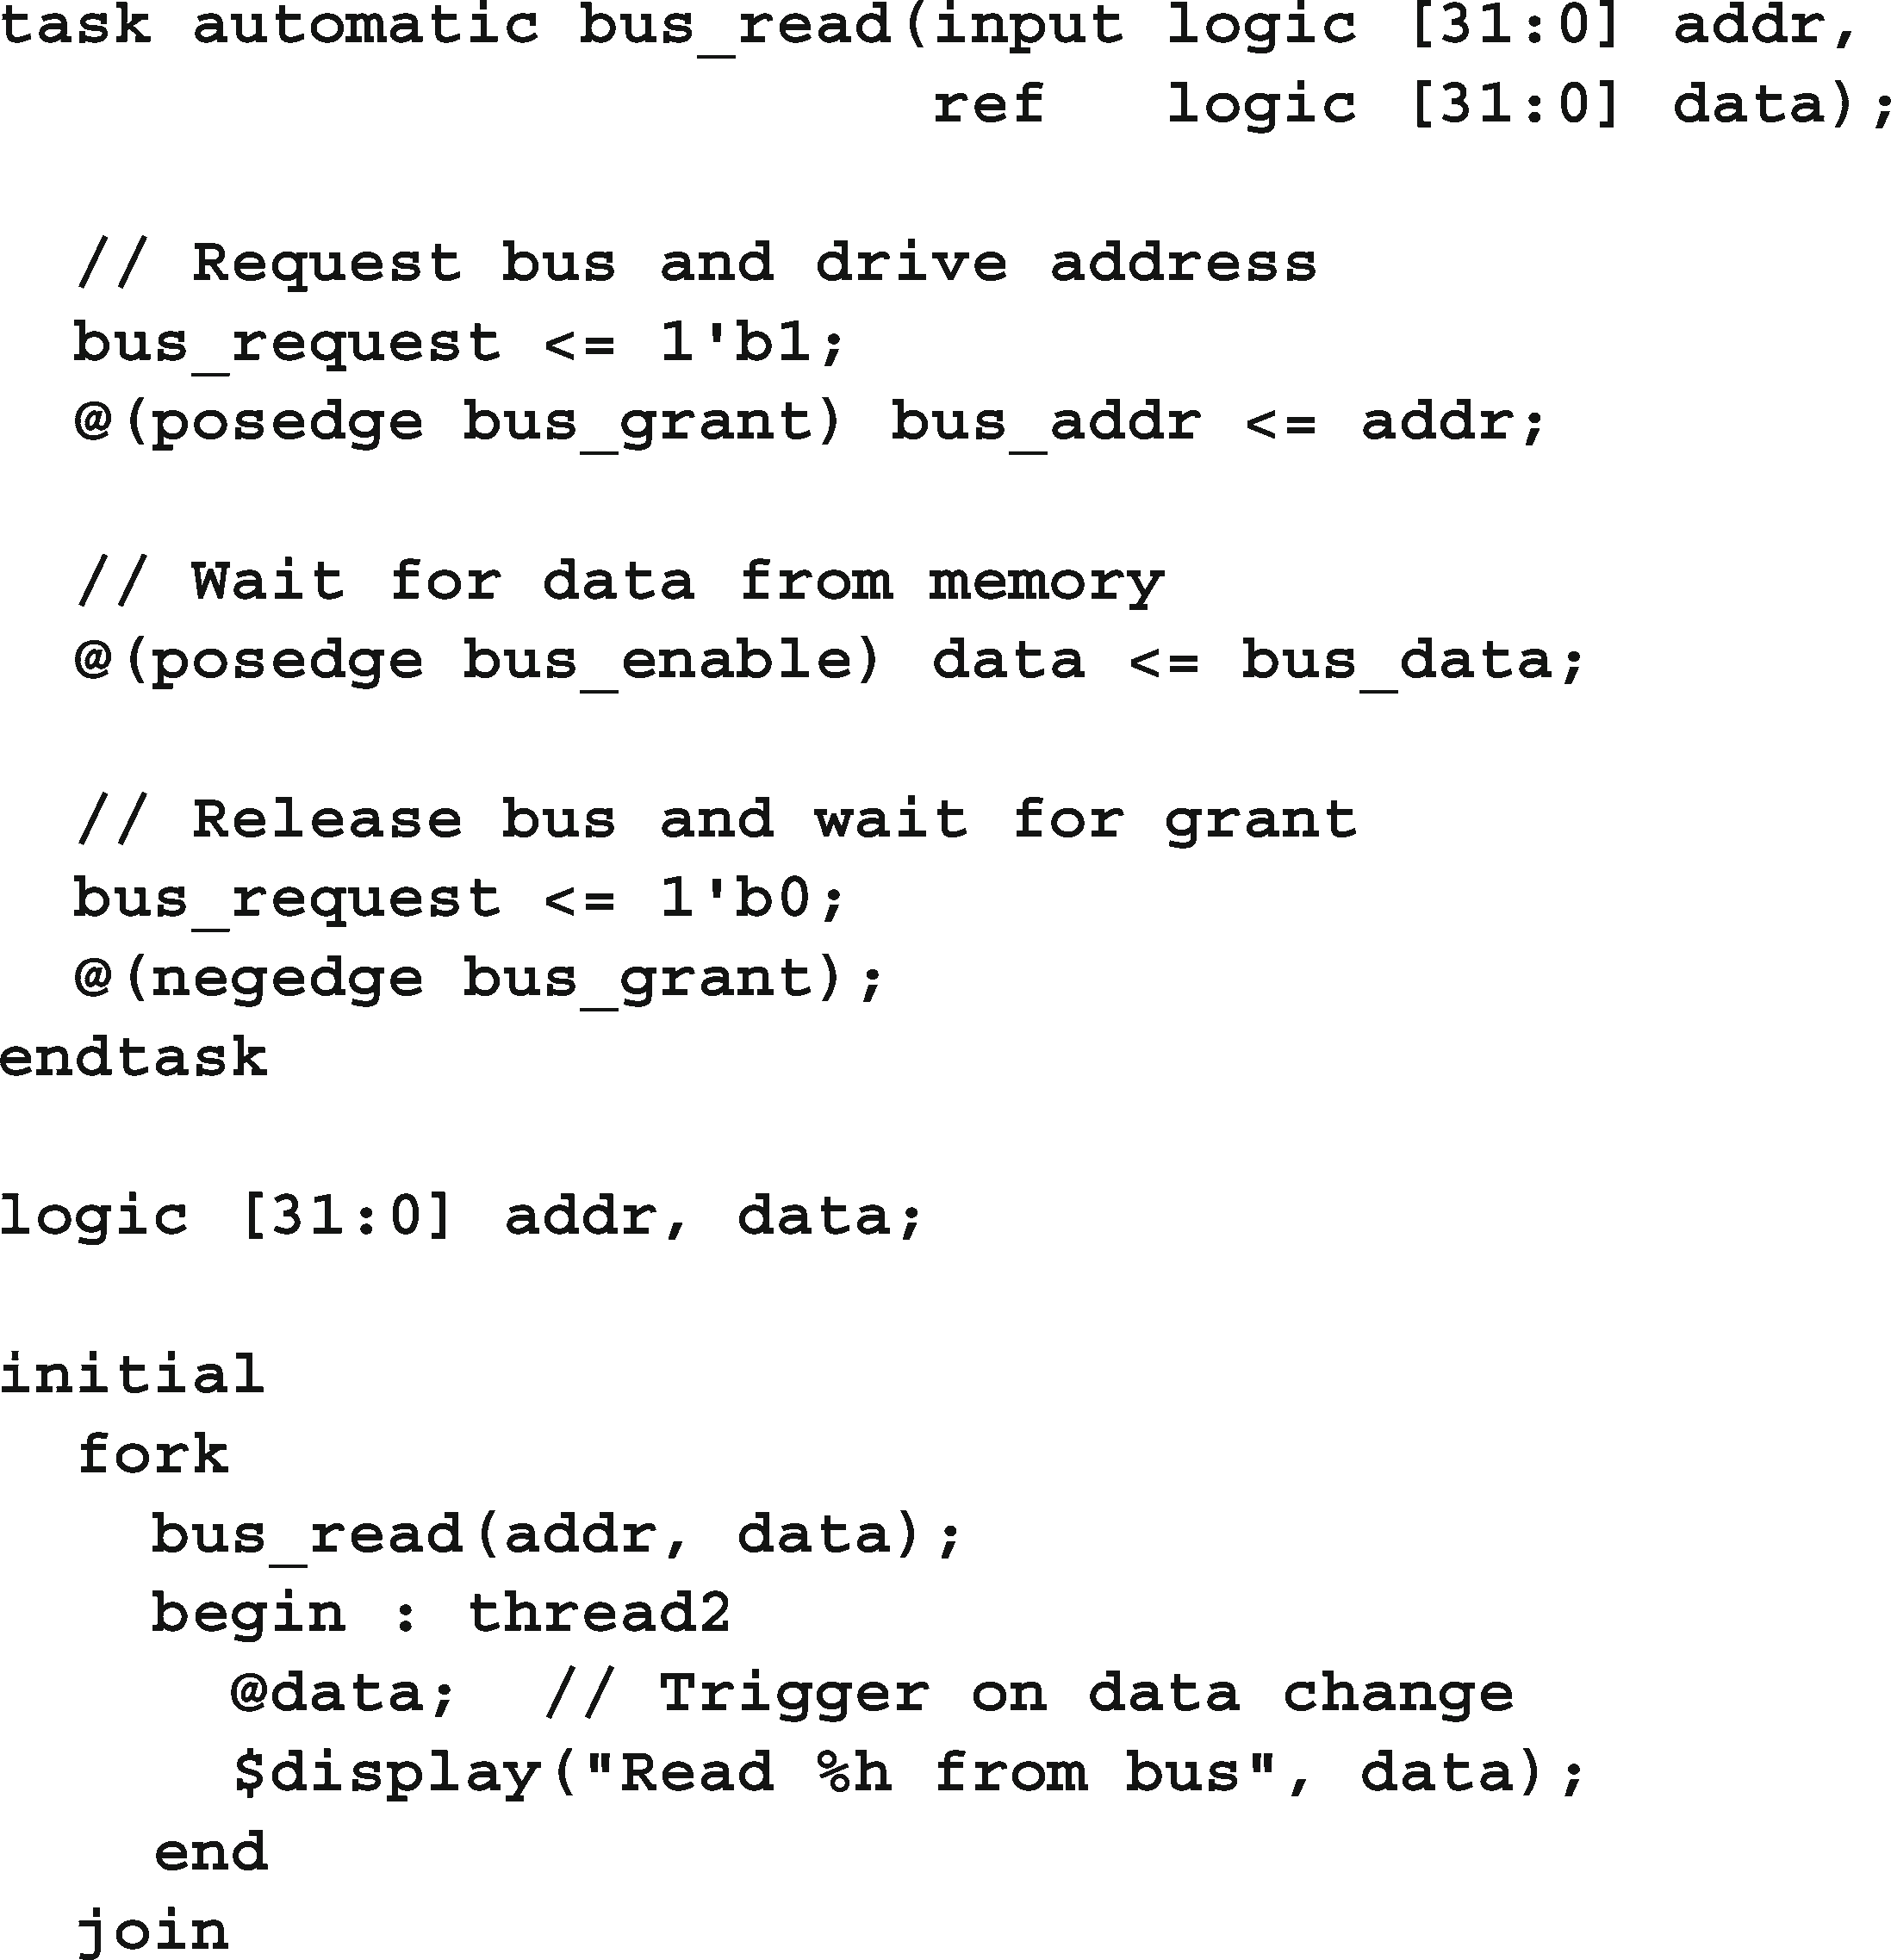 task automatic bus_read(input logic [31:0] addr,
                        ref   logic [31:0] data);

  // Request bus and drive address
  bus_request <= 1'b1;
  @(posedge bus_grant) bus_addr <= addr;

  // Wait for data from memory
  @(posedge bus_enable) data <= bus_data;

  // Release bus and wait for grant
  bus_request <= 1'b0;
  @(negedge bus_grant);
endtask

logic [31:0] addr, data;

initial
  fork
    bus_read(addr, data);
    begin : thread2
      @data;  // Trigger on data change
      $display("Read %h from bus", data);
    end
  join